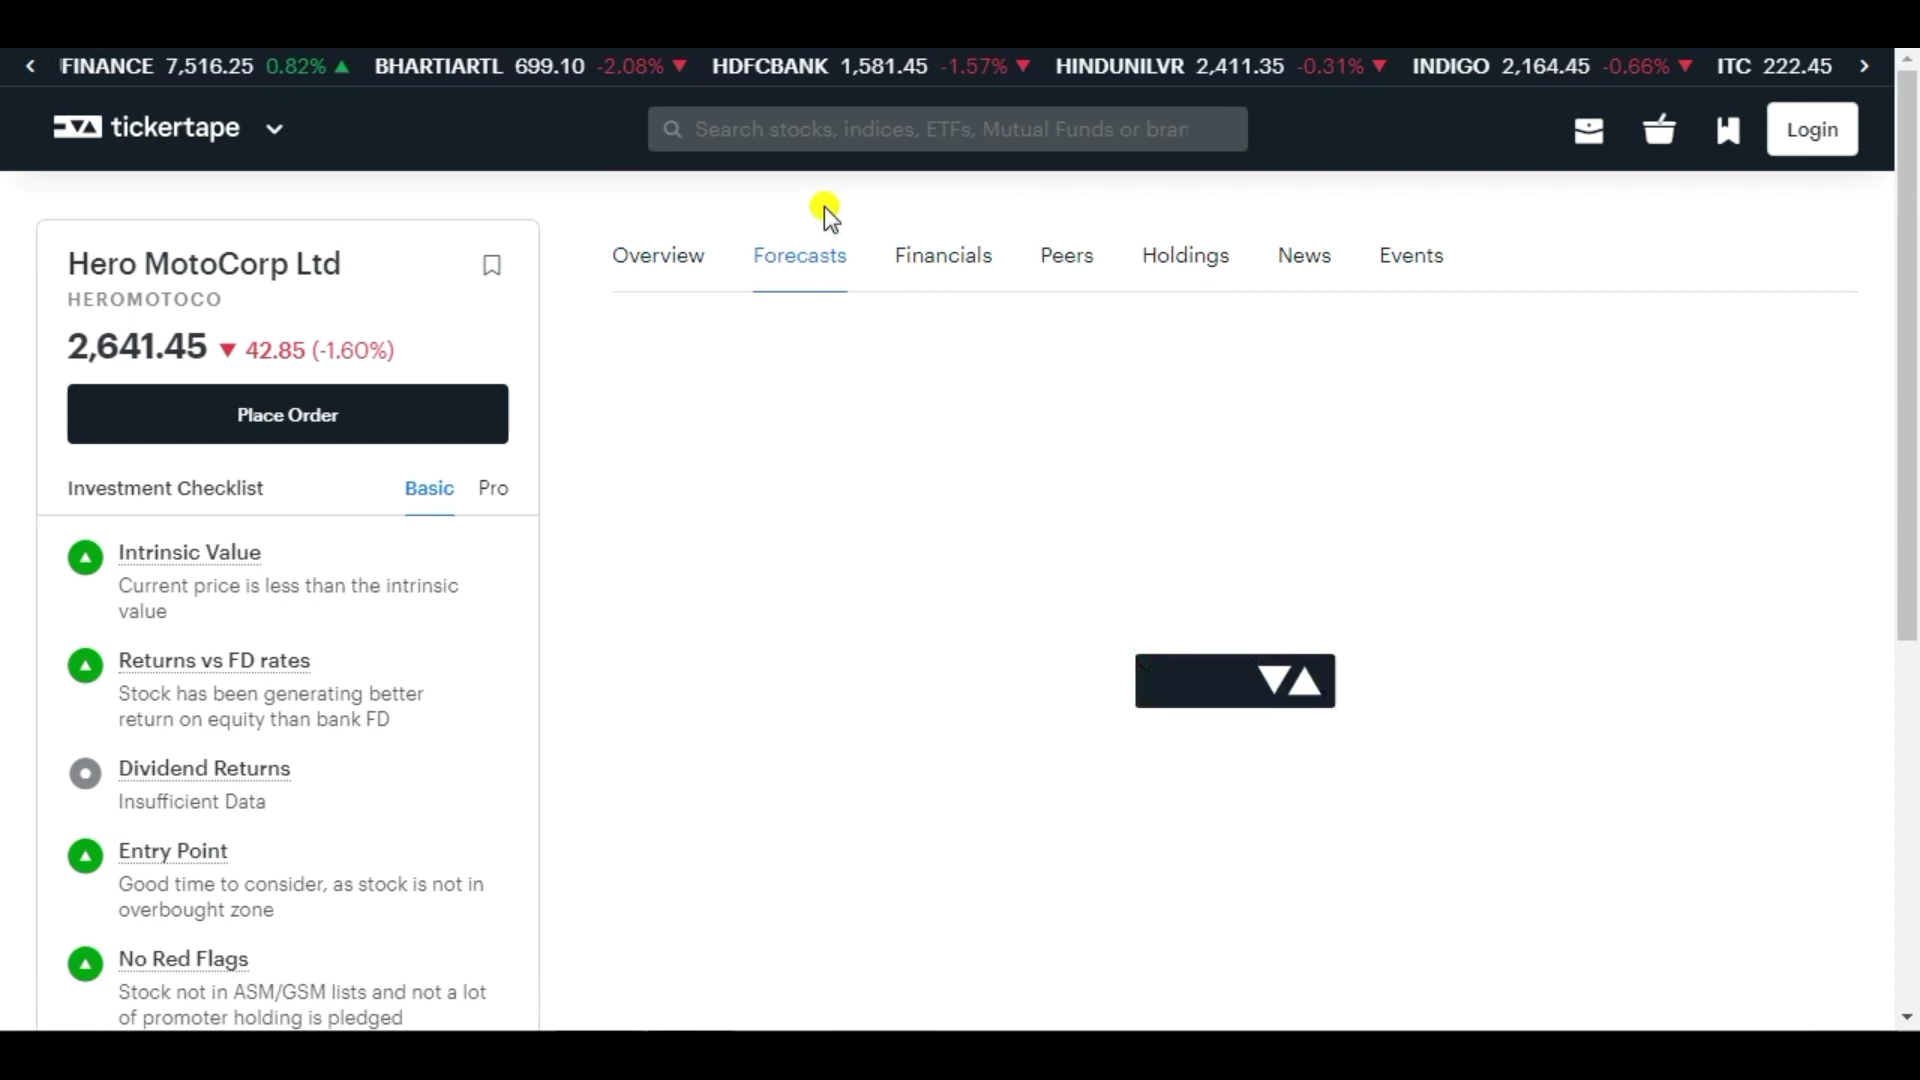 FINANCE 7,516.25 0.82% BHARTIARTL 699.10 -2.08% HDFCBANK 1,581.45 -1.57% HINDUNILVR 2,411.35 -0.31% INDIGO 2,164.45 -0.66% ITC 222.45
tickertape
Search stocks, indices, ETFs, Mutual Funds or bran
Login
Hero MotoCorp Ltd
HEROMOTOCO
2,641.45 42.85 (-1.60%)
Place Order
Investment Checklist Basic Pro
Intrinsic Value
Current price is less than the intrinsic
value
Returns vs FD rates
Stock has been generating better
return on equity than bank FD
Dividend Returns
Insufficient Data
Entry Point
Good time to consider, as stock is not in
overbought zone
No Red Flags
Stock not in ASM/GSM lists and not a lot
of promoter holding is pledged
Overview Forecasts Financials Peers Holdings News Events